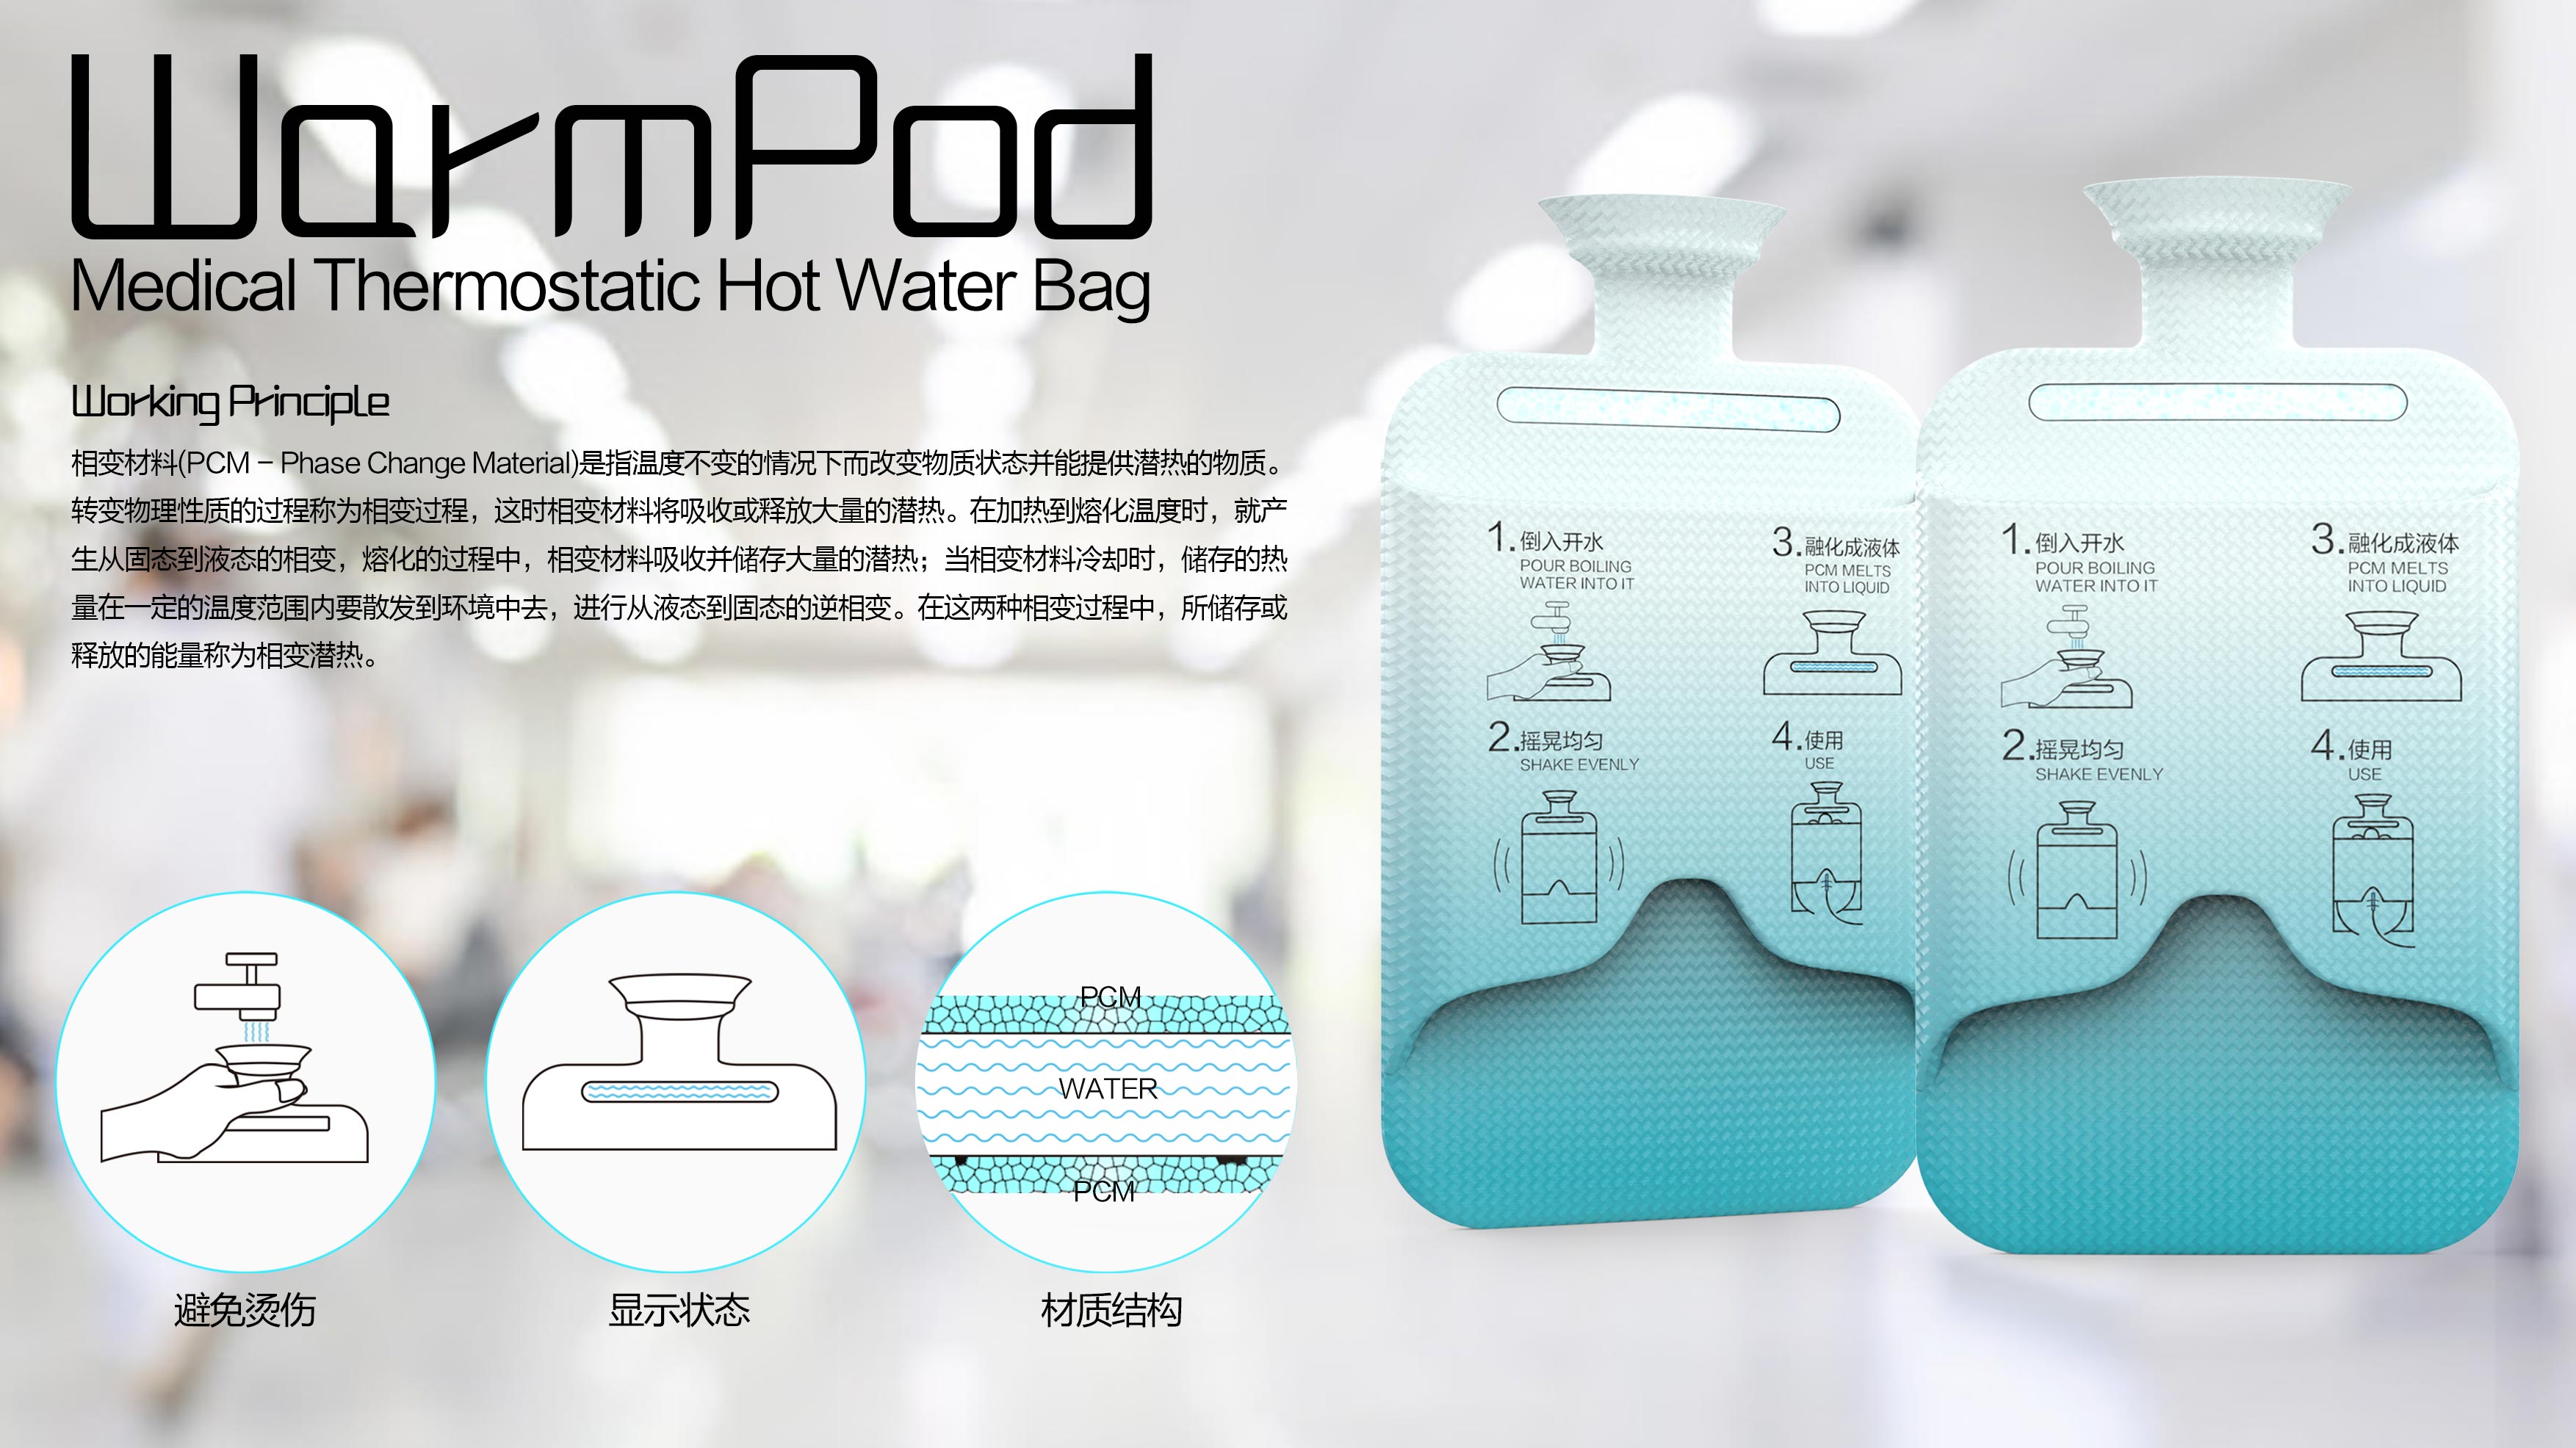 WarmPod
Medical Thermostatic Hot Water Bag
Working Principle
相变材料(PCM - Phase Change Material)是指温度不变的情况下而改变物质状态并能提供潜热的物质。
转变物理性质的过程称为相变过程，这时相变材料将吸收或释放大量的潜热。在加热到熔化温度时，就产
生从固态到液态的相变，熔化的过程中，相变材料吸收并储存大量的潜热；当相变材料冷却时，储存的热
量在一定的温度范围内要散发到环境中去，进行从液态到固态的逆相变。在这两种相变过程中，所储存或
释放的能量称为相变潜热。
PCM
WATER
PCM
避免烫伤
显示状态
材质结构
1.倒入开水
POUR BOILING
WATER INTO IT
3.融化成液体
PCM MELTS
INTO LIQUID
2.摇晃均匀
SHAKE EVENLY
4.使用
USE
1.倒入开水
POUR BOILING
WATER INTO IT
3.融化成液体
PCM MELTS
INTO LIQUID
2.摇晃均匀
SHAKE EVENLY
4.使用
USE